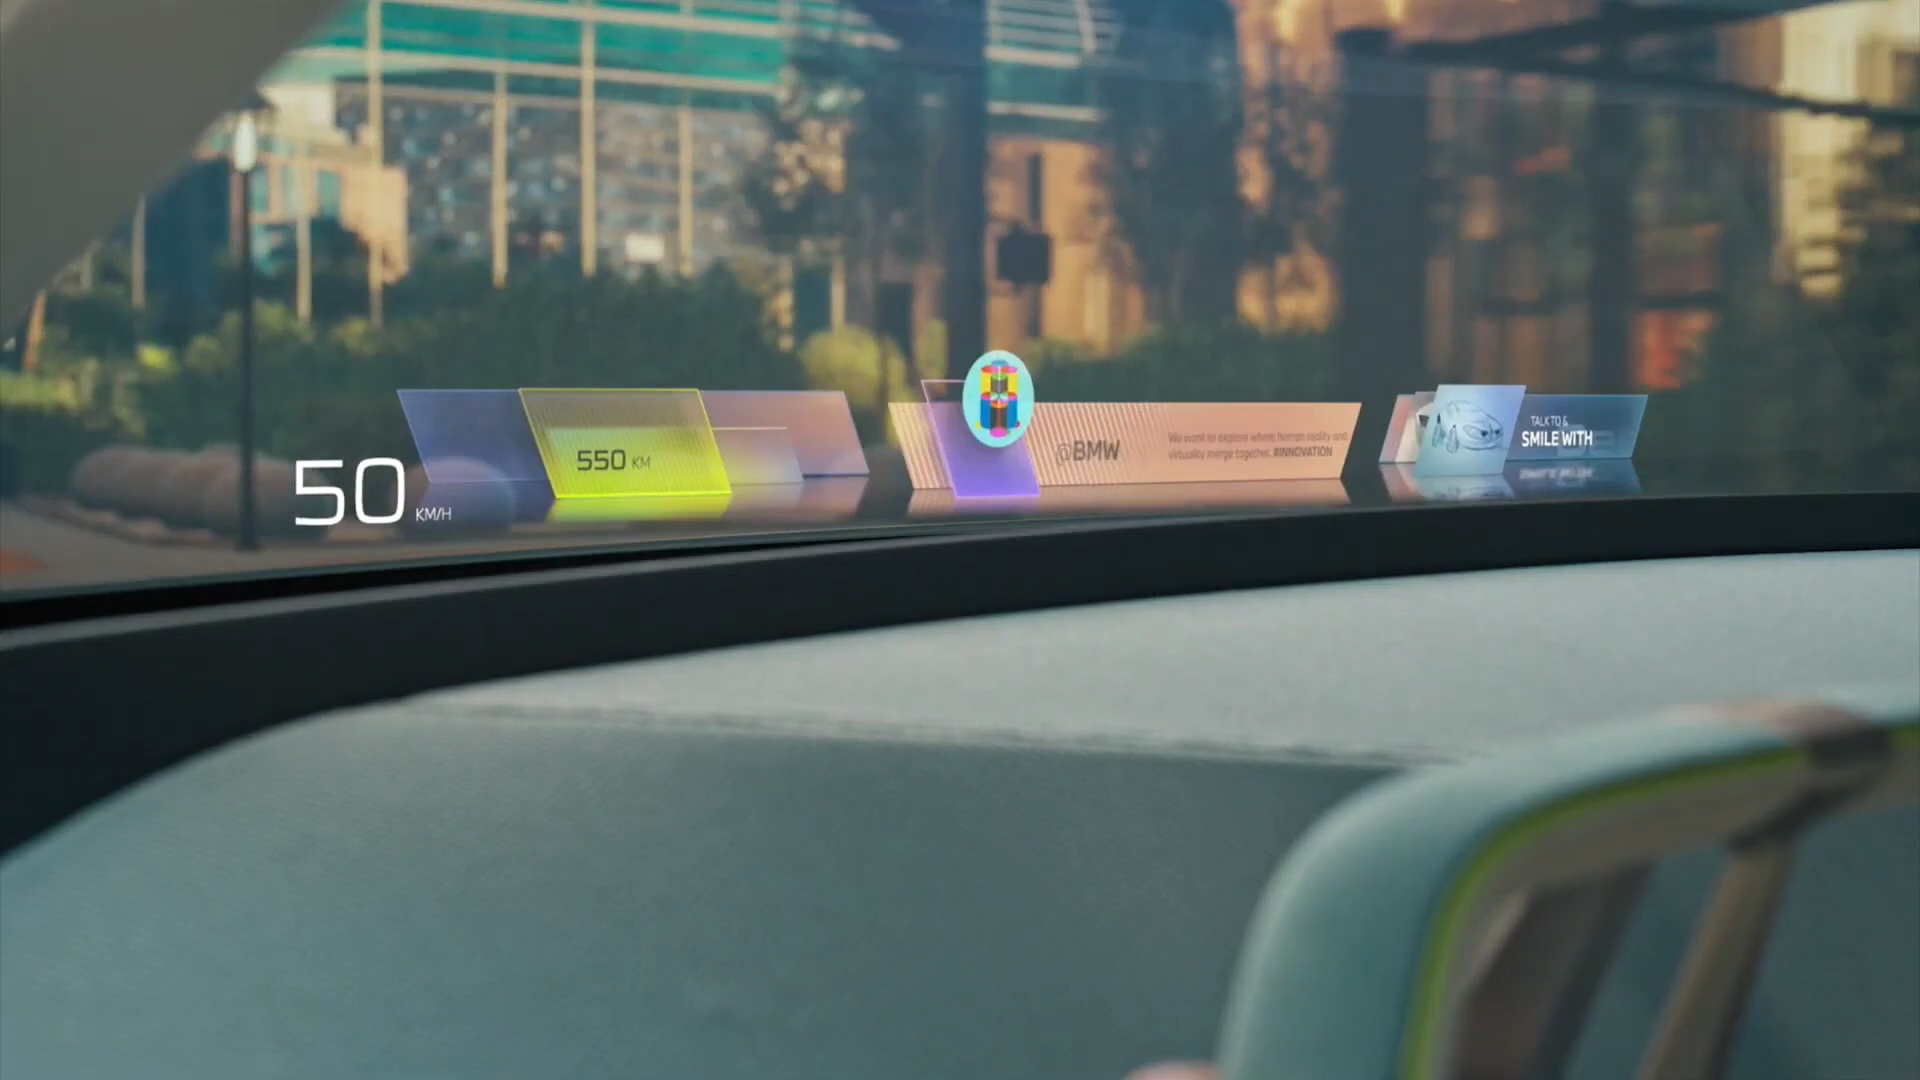 50 KM/H
550 KM
@BMW
We want to explore where human reality and
virtuality merge together. #INNOVATION
TALK TO &
SMILE WITH